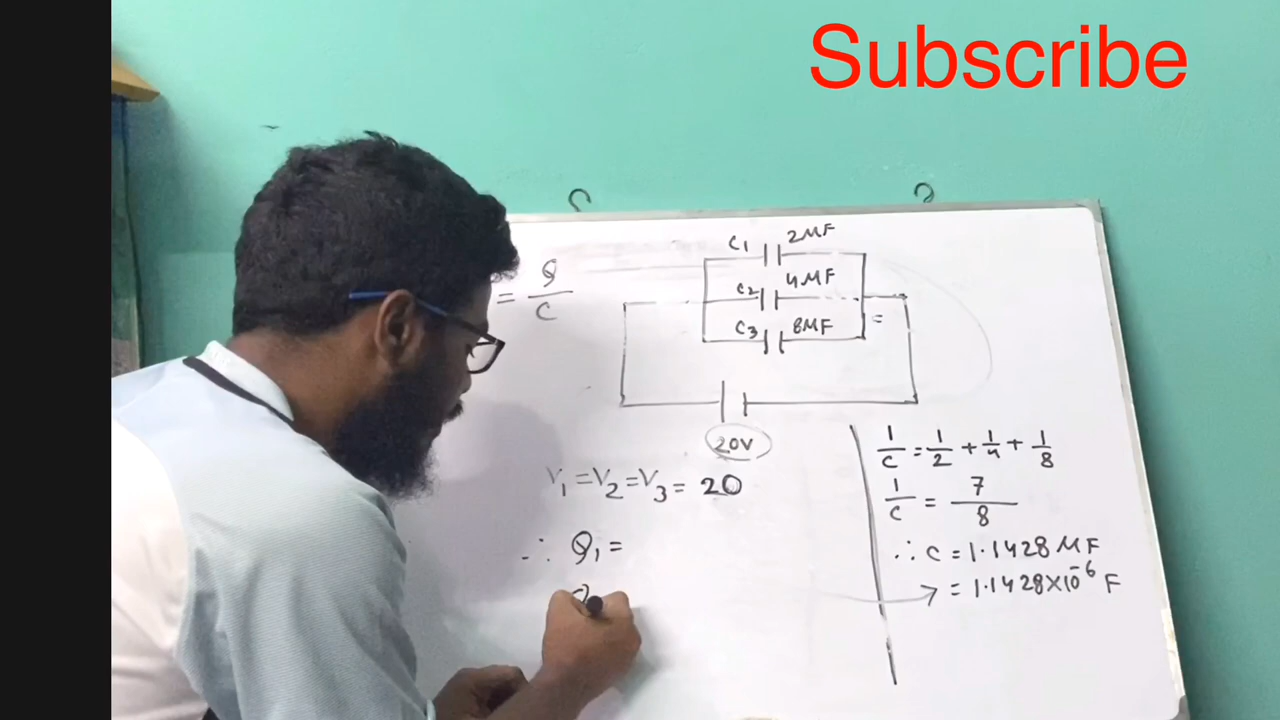 Subscribe
= Q/C
C1 2MF
C2 4MF
C3 8MF
=
20V
V1 = V2 = V3 = 20
∴ Q1 =
1/C = 1/2 + 1/4 + 1/8
1/C = 7/8
∴ C = 1.1428 MF
→ = 1.1428×10^-6 F